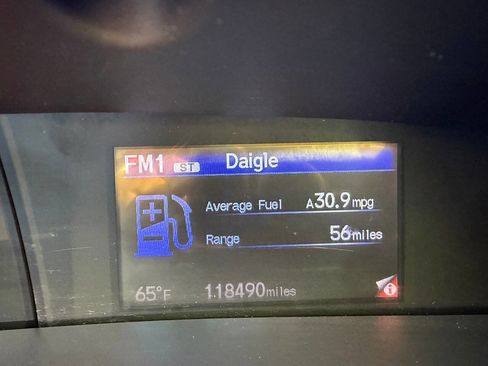 FM1 ST Daigle
Average Fuel A30.9mpg
Range 56miles
65°F 118490miles